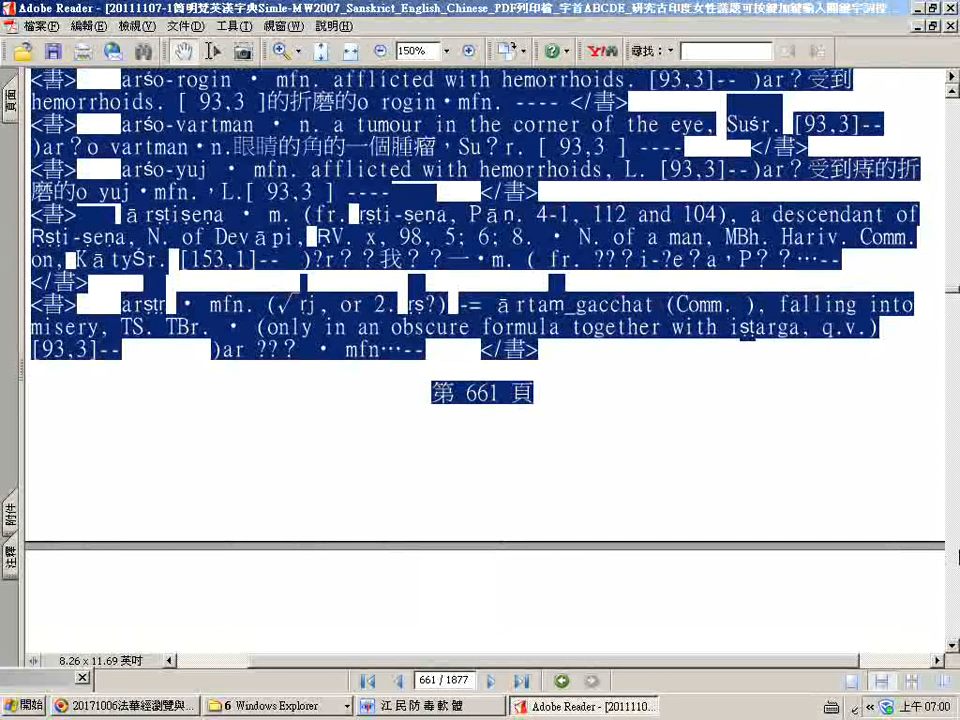 Adobe Reader - [20111107-1簡明梵英漢字典Simle-MW2007_Sanskrict_English_Chinese_PDF列印檔_字首ABCDE_研究古印度女性議題可按鍵加鍵輸入關鍵字詞搜
檔案(F) 編輯(E) 檢視(V) 文件(D) 工具(T) 視窗(W) 說明(H)
150% 尋找：
頁面
<書> arśo-rogin • mfn. afflicted with hemorrhoids. [93,3]-- )ar？受到
hemorrhoids. [ 93,3 ]的折磨的o rogin•mfn. ---- </書>
<書> arśo-vartman • n. a tumour in the corner of the eye, Suśr. [93,3]--
)ar？o vartman•n.眼睛的角的一個腫瘤，Su？r. [ 93,3 ] ---- </書>
<書> arśo-yuj • mfn. afflicted with hemorrhoids, L. [93,3]-- )ar？受到痔的折
磨的o yuj•mfn.，L.[ 93,3 ] ---- </書>
<書> ārṣṭiṣeṇa • m. (fr. ṛṣṭi-ṣeṇa, Pāṇ. 4-1, 112 and 104), a descendant of
Ṛṣṭi-ṣeṇa, N. of Devāpi, RV. x, 98, 5; 6; 8. • N. of a man, MBh. Hariv. Comm.
on, KātyŚr. [153,1]-- )?r？？我？？一•m. ( fr. ???i-?e？a，P？？…--
</書>
<書> arṣṭṛ • mfn. (√ṛj, or 2. ṛṣ?) -= ārtaṃ_gacchat (Comm. ), falling into
misery, TS. TBr. • (only in an obscure formula together with iṣṭarga, q.v.)
[93,3]-- )ar ??？ • mfn…-- </書>
第 661 頁
附件
注釋
8.26 x 11.69 英吋
661 / 1877
開始 20171006法華經瀏覽與... 6 Windows Explorer 江民防毒軟體 Adobe Reader - [2011110... 上午 07:00